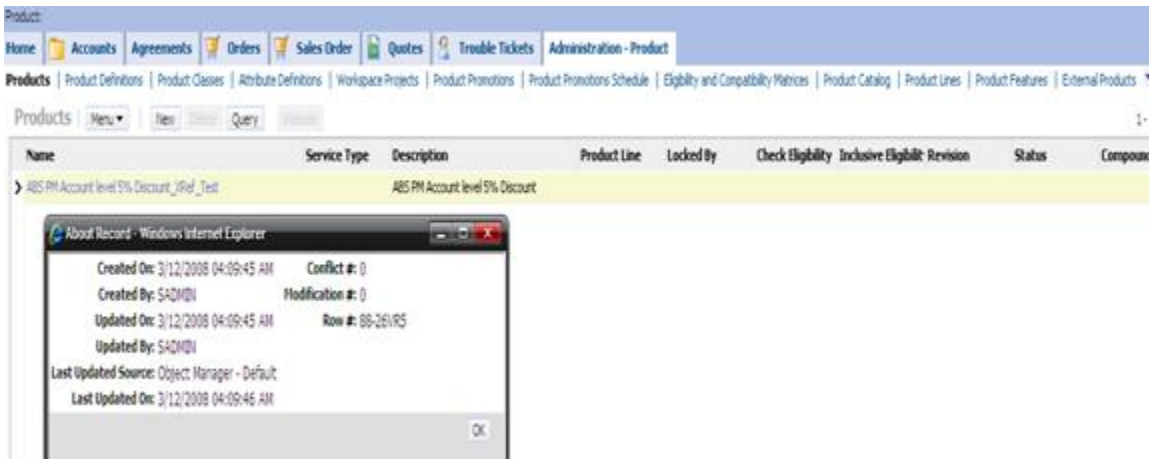 Product:
Home Accounts Agreements Orders Sales Order Quotes Trouble Tickets Administration - Product
Products | Product Definitions | Product Classes | Attribute Definitions | Workspace Projects | Product Promotions | Product Promotions Schedule | Eligibility and Compatibility Matrices | Product Catalog | Product Lines | Product Features | External Products
Products Menu New Query 1 -
Name Service Type Description Product Line Locked By Check Eligibility Inclusive Eligibilit Revision Status Compound
ABS PM Account level 5% Discount_XRef_Test ABS PM Account level 5% Discount
About Record - Windows Internet Explorer
Created On: 3/12/2008 04:09:45 AM Conflict #: 0
Created By: SADMIN Modification #: 0
Updated On: 3/12/2008 04:09:45 AM Row #: 88-26VR5
Updated By: SADMIN
Last Updated Source: Object Manager - Default
Last Updated On: 3/12/2008 04:09:46 AM
OK